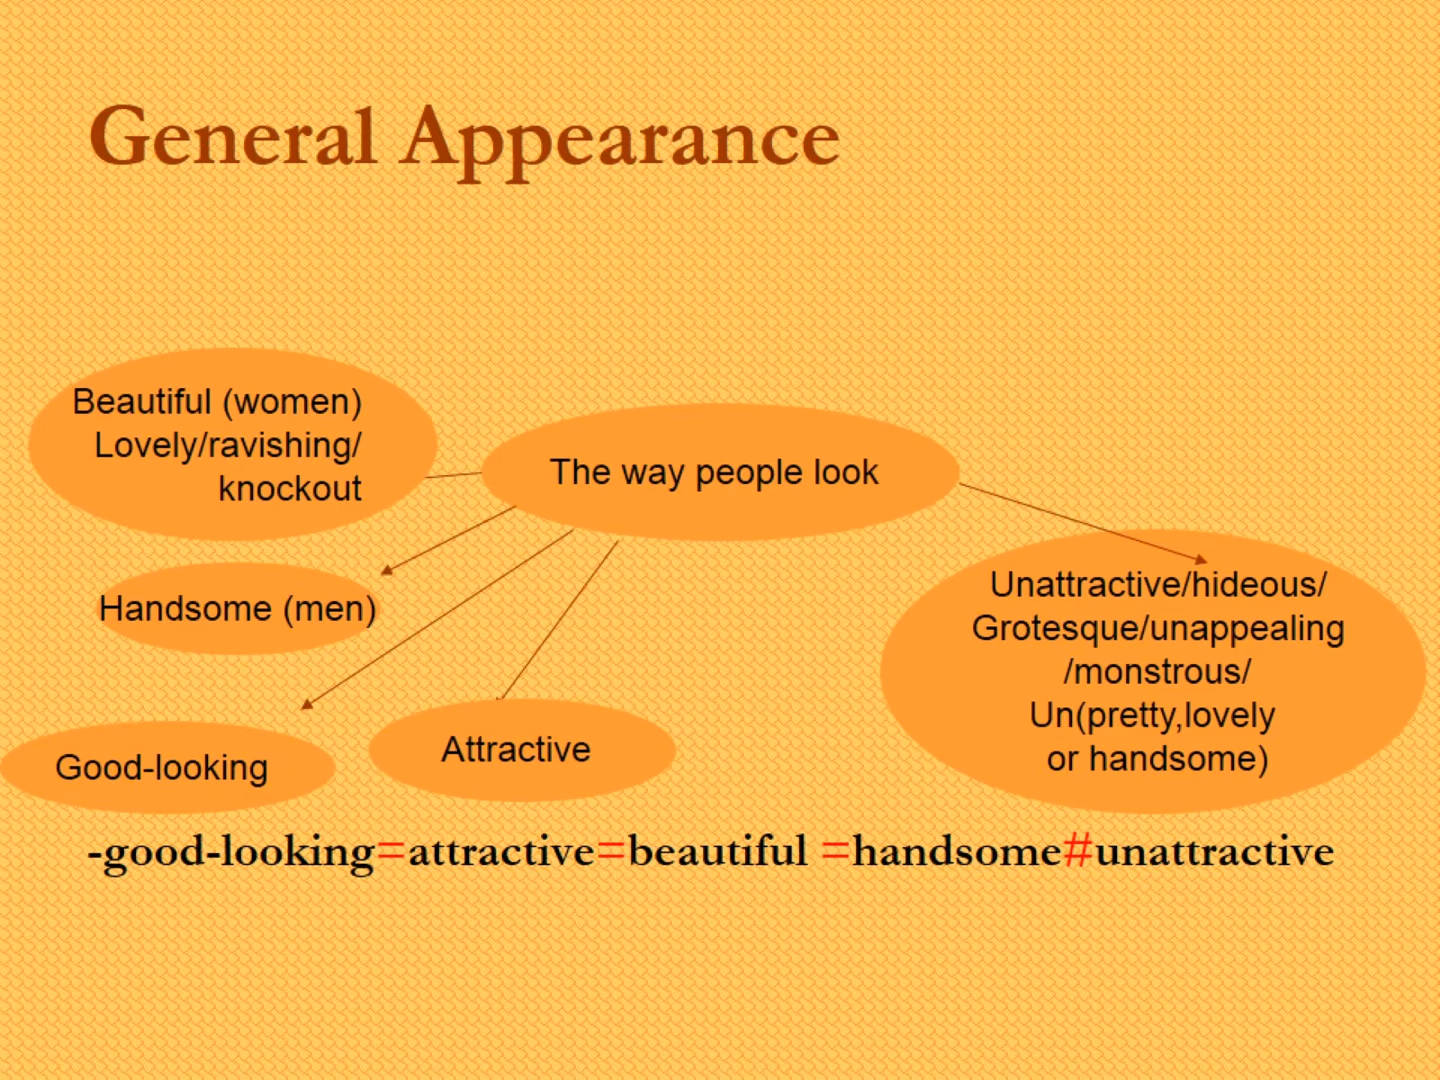 General Appearance
Beautiful (women)
Lovely/ravishing/
knockout
The way people look
Handsome (men)
Unattractive/hideous/
Grotesque/unappealing
/monstrous/
Un(pretty,lovely
or handsome)
Good-looking
Attractive
-good-looking=attractive=beautiful =handsome#unattractive